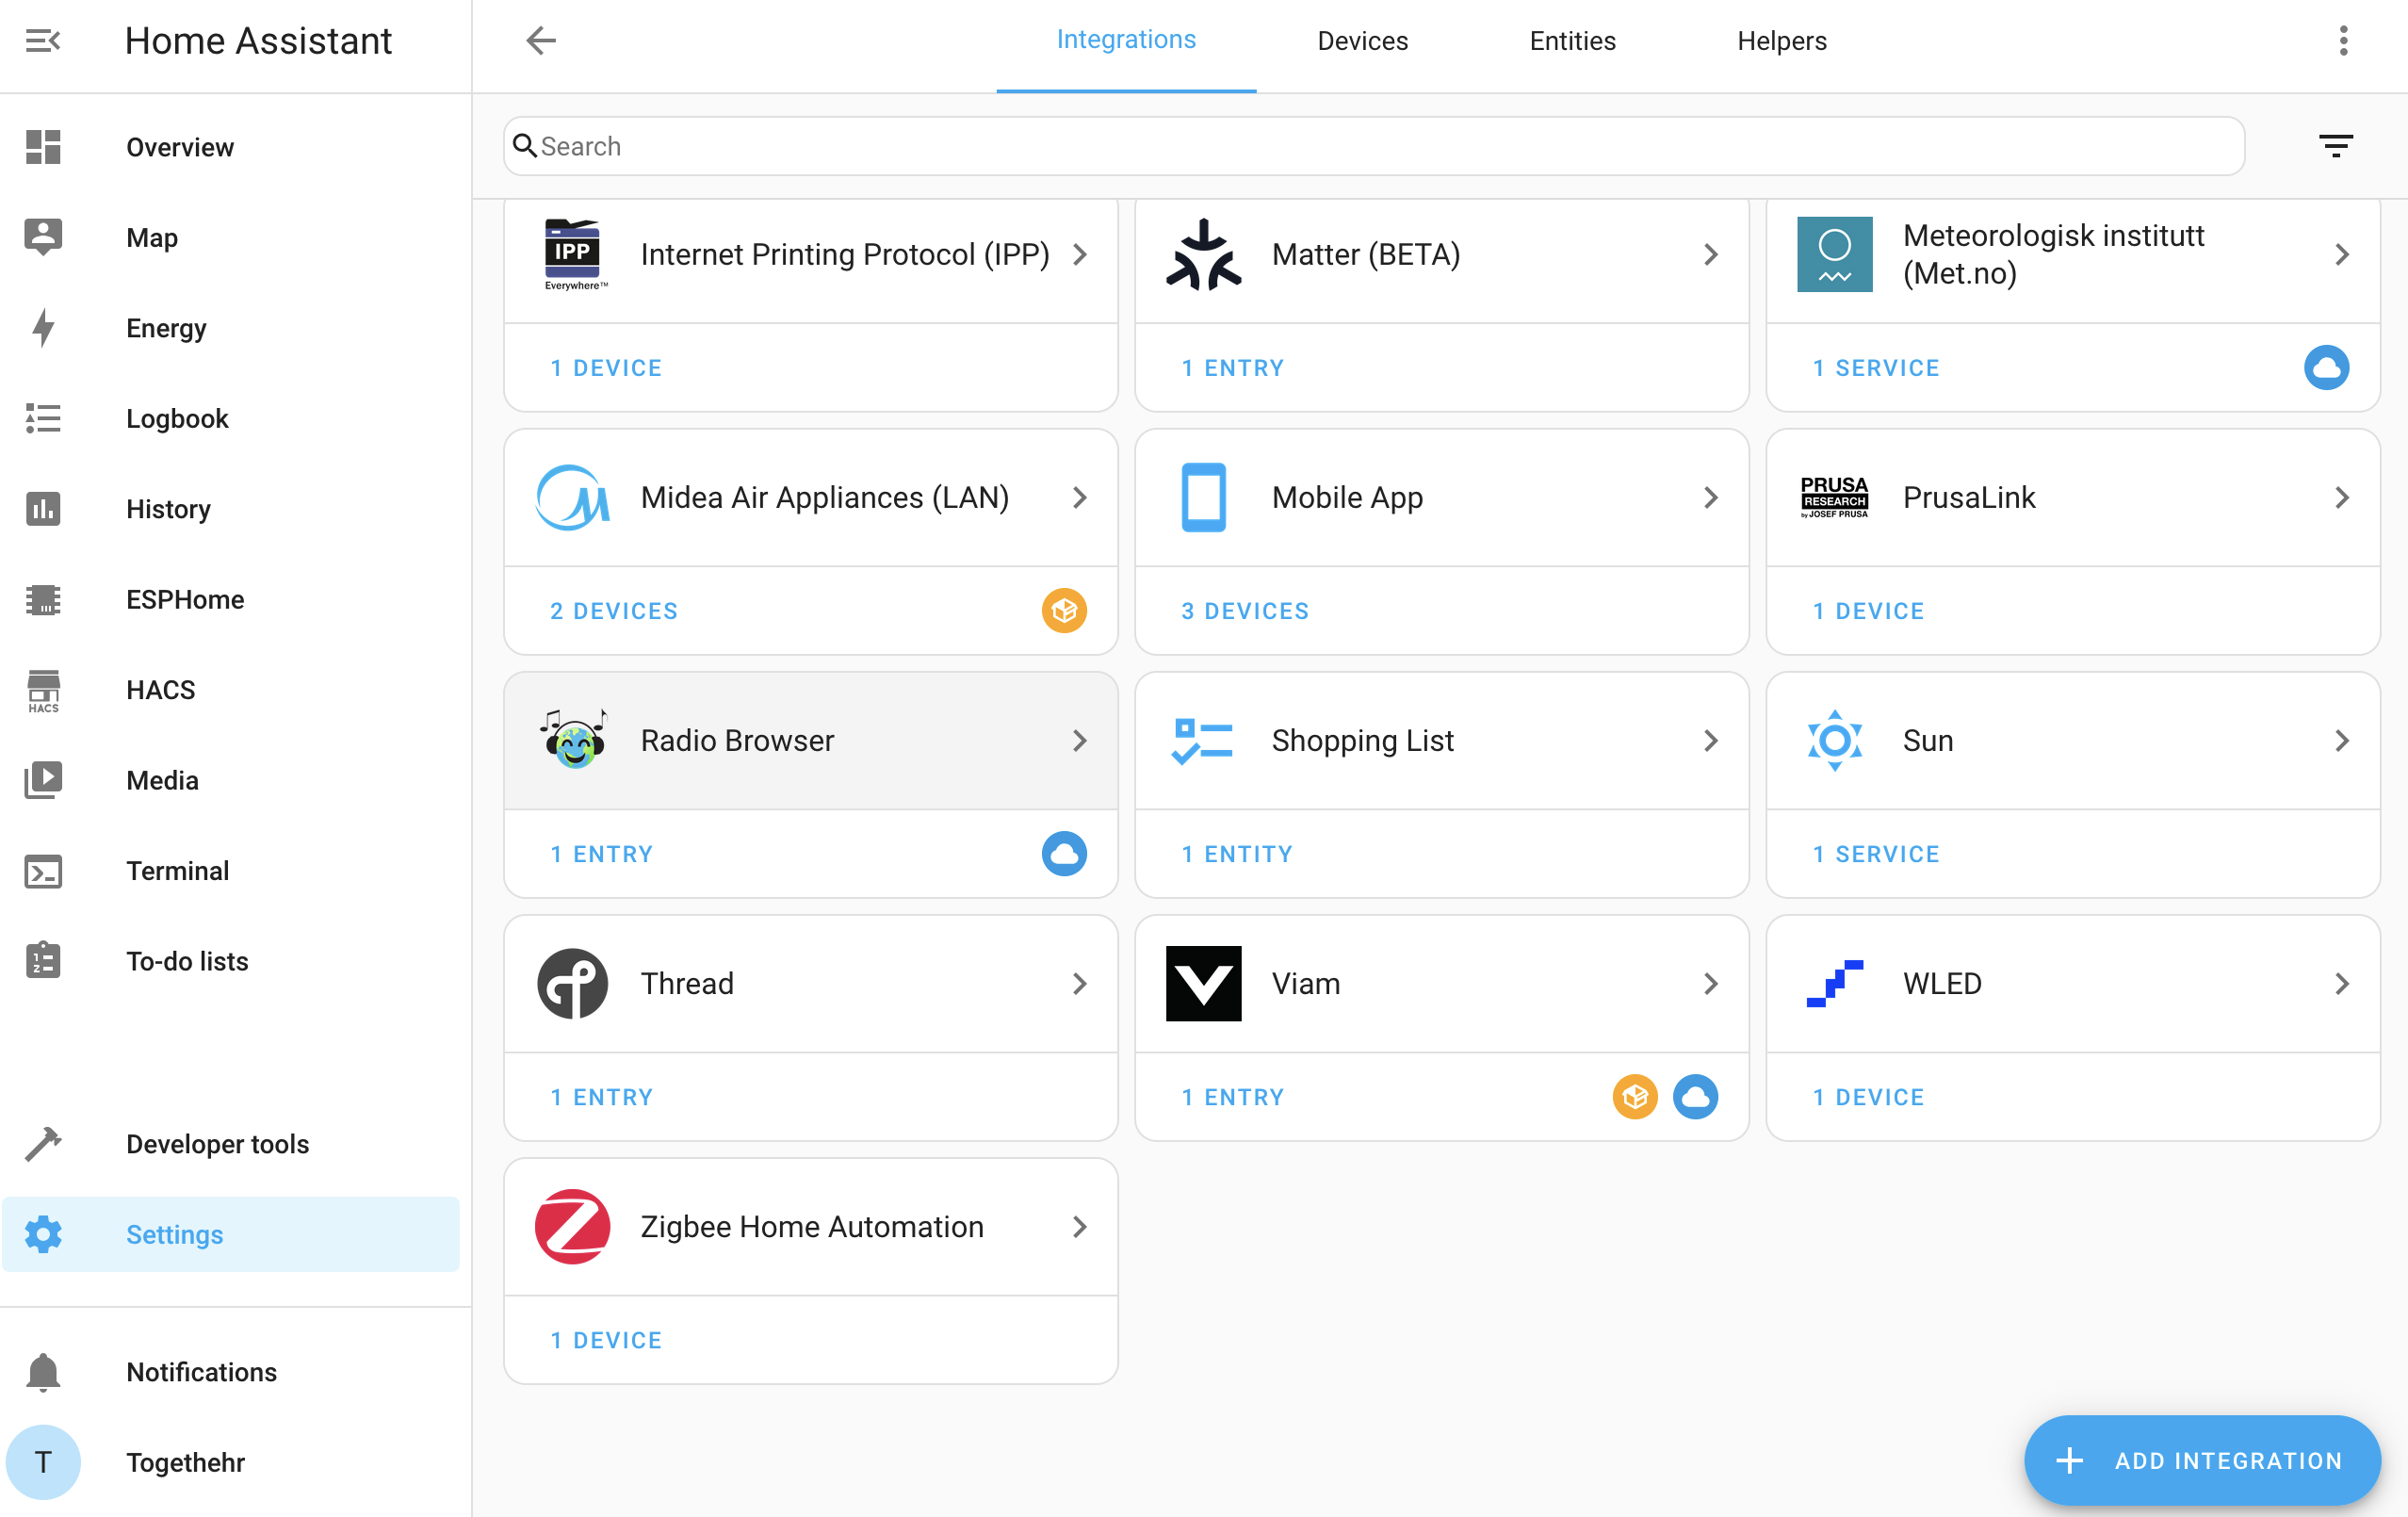 Home Assistant
Integrations
Devices
Entities
Helpers
Search
Overview
Map
Energy
Logbook
History
ESPHome
HACS
HACS
Media
Terminal
To-do lists
Developer tools
Settings
Notifications
T
Togethehr
IPP
Everywhere™
Internet Printing Protocol (IPP)
1 DEVICE
Matter (BETA)
1 ENTRY
Meteorologisk institutt
(Met.no)
1 SERVICE
Midea Air Appliances (LAN)
2 DEVICES
Mobile App
3 DEVICES
PRUSA
RESEARCH
by JOSEF PRUSA
PrusaLink
1 DEVICE
Radio Browser
1 ENTRY
Shopping List
1 ENTITY
Sun
1 SERVICE
Thread
1 ENTRY
Viam
1 ENTRY
WLED
1 DEVICE
Zigbee Home Automation
1 DEVICE
ADD INTEGRATION